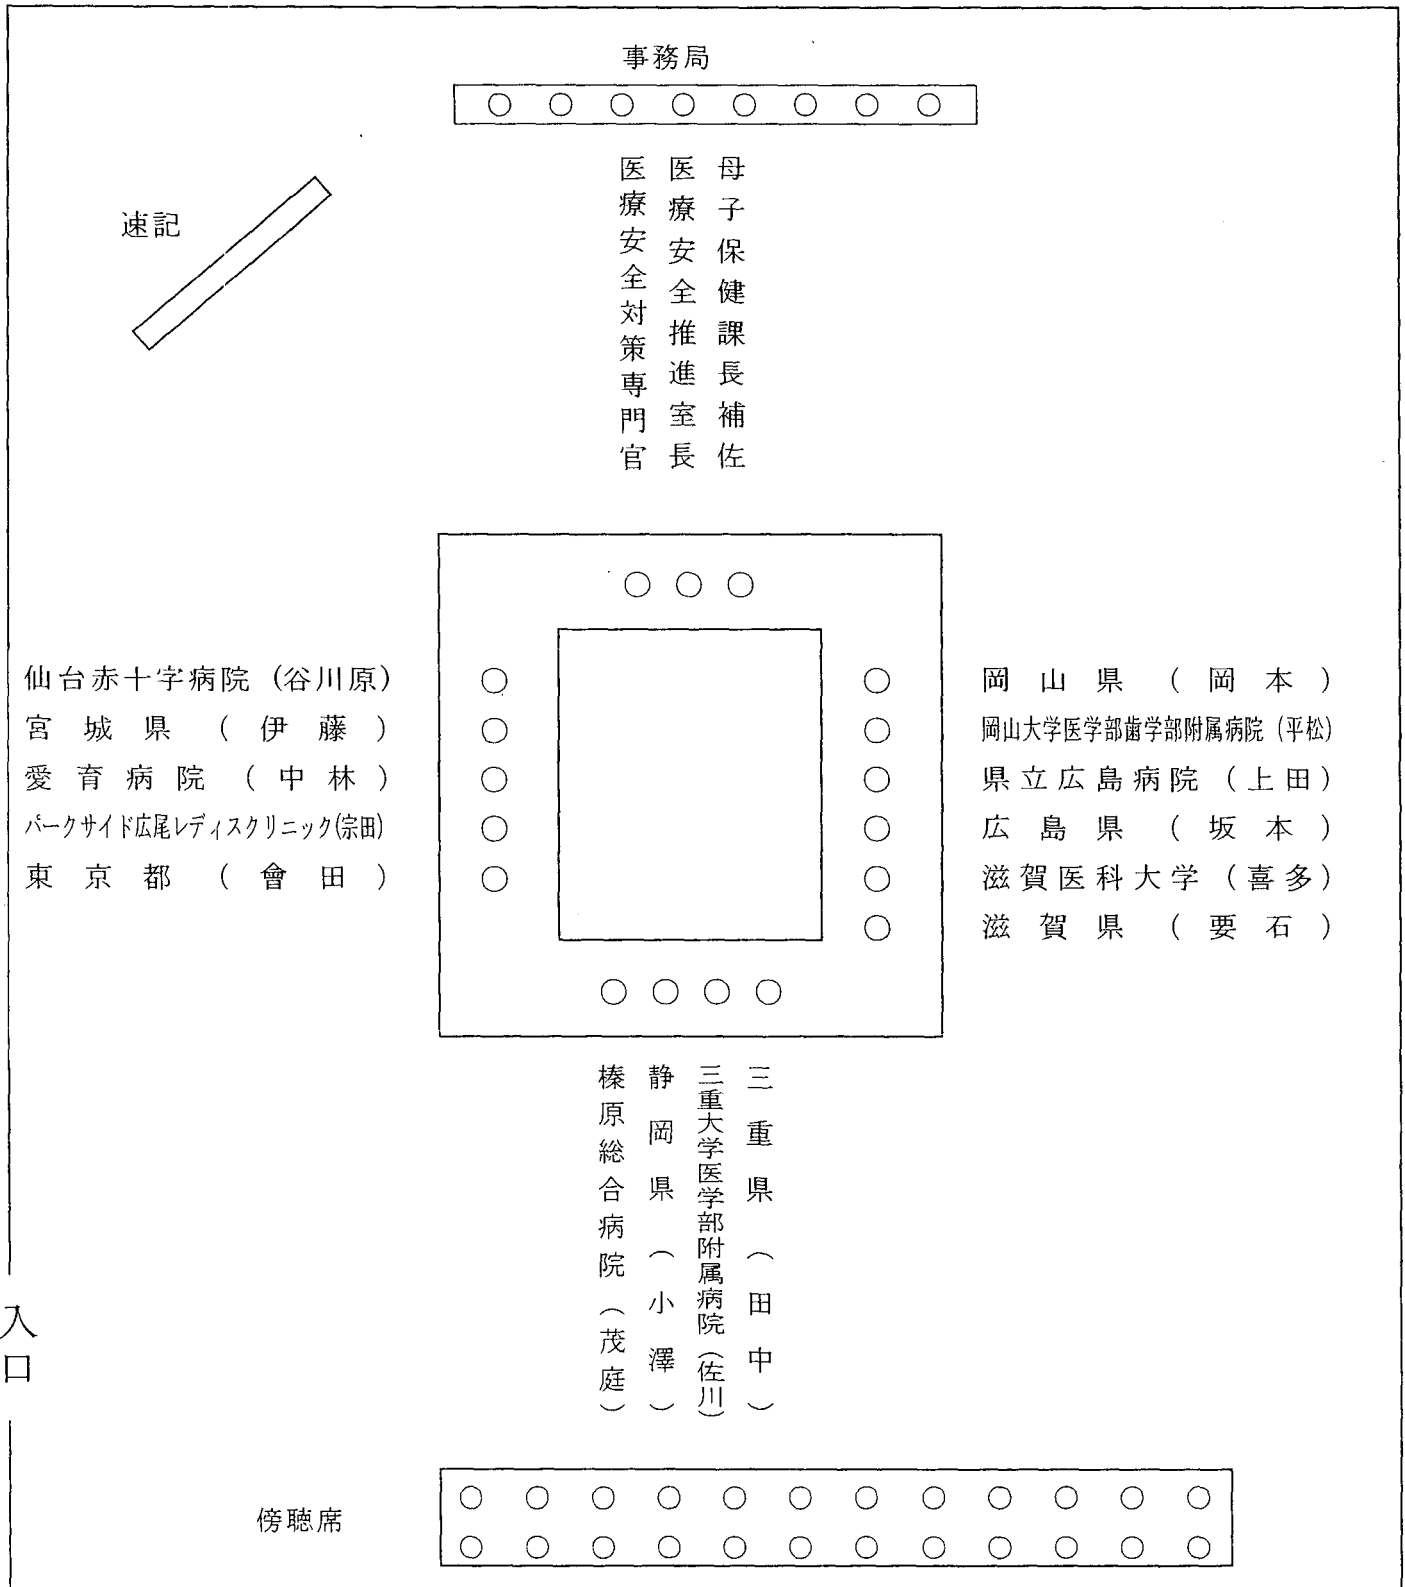 事務局
速記
母子保健課長補佐
医療安全推進室長
医療安全対策専門官
仙台赤十字病院（谷川原）
宮城県（伊藤）
愛育病院（中林）
パークサイド広尾レディスクリニック(宗田)
東京都（會田）
岡山県（岡本）
岡山大学医学部歯学部附属病院（平松）
県立広島病院（上田）
広島県（坂本）
滋賀医科大学（喜多）
滋賀県（要石）
三重県（田中）
三重大学医学部附属病院（佐川）
静岡県（小澤）
榛原総合病院（茂庭）
入口
傍聴席